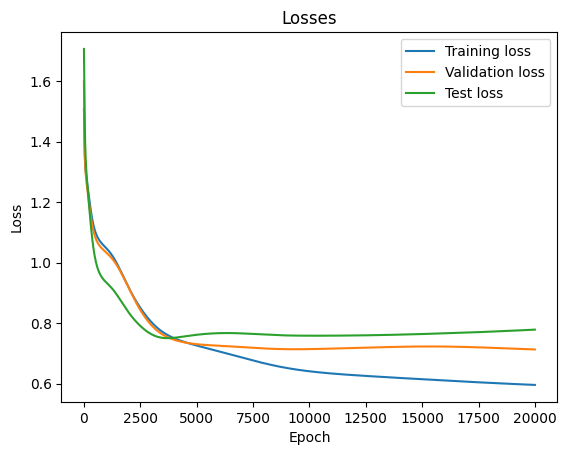 Losses
Training loss
Validation loss
Test loss
1.6
1.4
1.2
1.0
0.8
0.6
Loss
0
2500
5000
7500
10000
12500
15000
17500
20000
Epoch